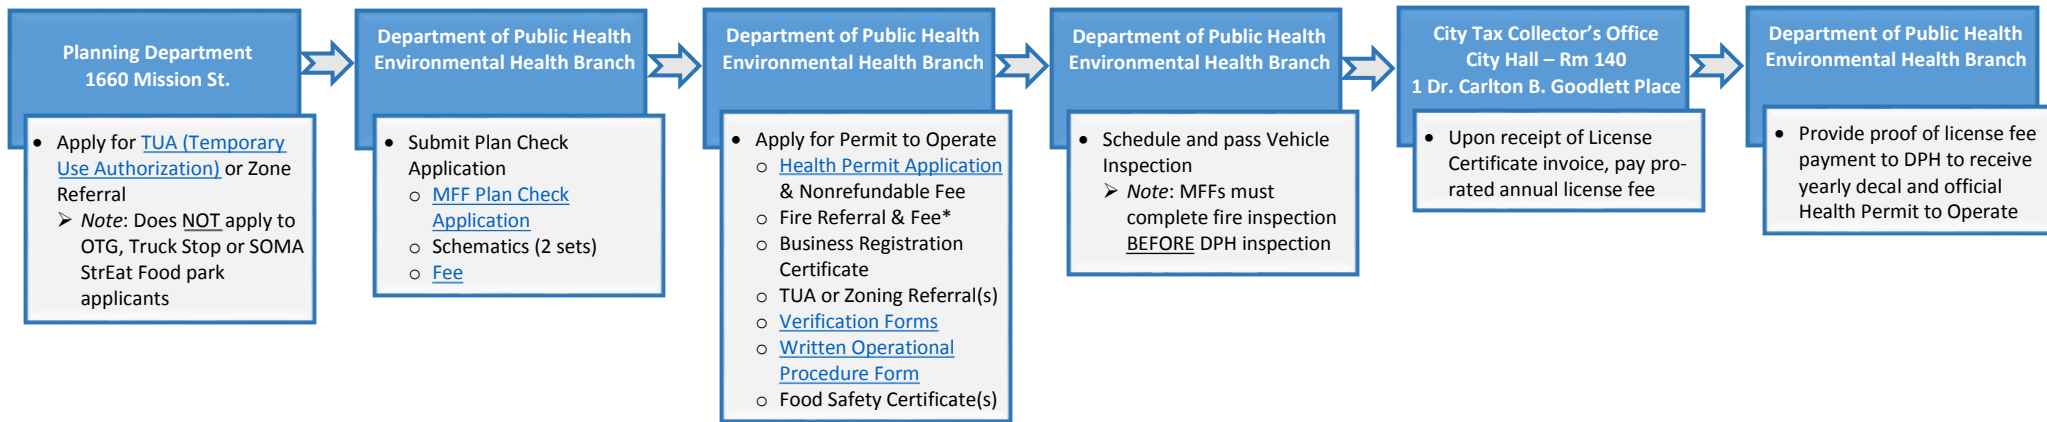 Planning Department
1660 Mission St.
• Apply for TUA (Temporary
Use Authorization) or Zone
Referral
➢ Note: Does NOT apply to
OTG, Truck Stop or SOMA
StrEat Food park
applicants
Department of Public Health
Environmental Health Branch
• Submit Plan Check
Application
o MFF Plan Check
Application
o Schematics (2 sets)
o Fee
Department of Public Health
Environmental Health Branch
• Apply for Permit to Operate
o Health Permit Application
& Nonrefundable Fee
o Fire Referral & Fee*
o Business Registration
Certificate
o TUA or Zoning Referral(s)
o Verification Forms
o Written Operational
Procedure Form
o Food Safety Certificate(s)
Department of Public Health
Environmental Health Branch
• Schedule and pass Vehicle
Inspection
➢ Note: MFFs must
complete fire inspection
BEFORE DPH inspection
City Tax Collector’s Office
City Hall – Rm 140
1 Dr. Carlton B. Goodlett Place
• Upon receipt of License
Certificate invoice, pay pro-
rated annual license fee
Department of Public Health
Environmental Health Branch
• Provide proof of license fee
payment to DPH to receive
yearly decal and official
Health Permit to Operate